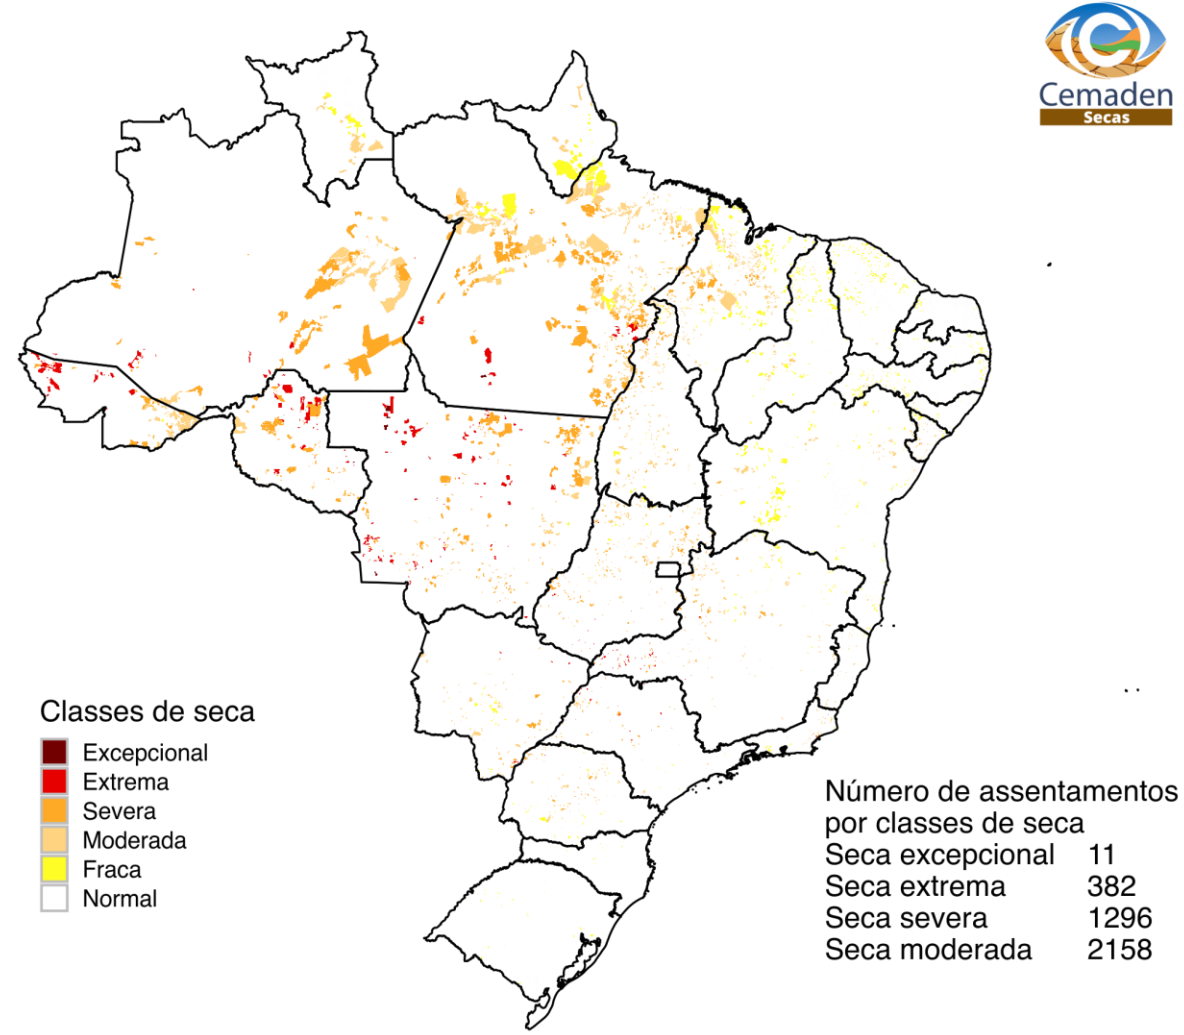 Cemaden
Secas
Classes de seca
Excepcional
Extrema
Severa
Moderada
Fraca
Normal
Número de assentamentos
por classes de seca
Seca excepcional 11
Seca extrema 382
Seca severa 1296
Seca moderada 2158